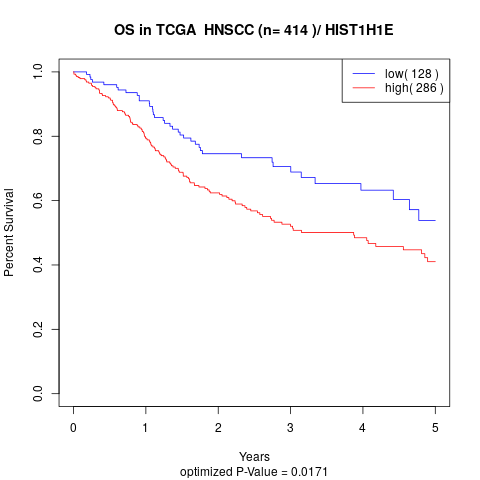 OS in TCGA  HNSCC (n= 414 )/ HIST1H1E
low( 128 )
high( 286 )
Percent Survival
1.0
0.8
0.6
0.4
0.2
0.0
0 1 2 3 4 5
Years
optimized P-Value = 0.0171